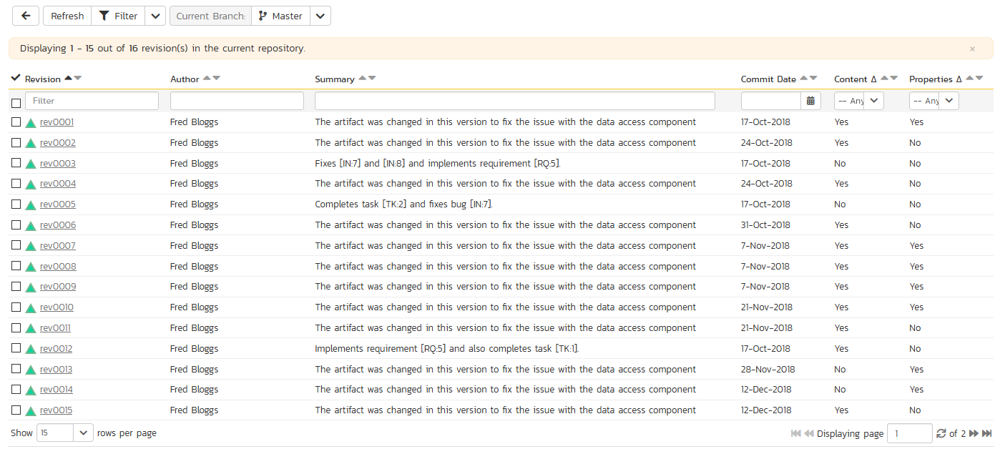 Refresh Filter Current Branch: Master
Displaying 1 - 15 out of 16 revision(s) in the current repository. ×
Revision Author Summary Commit Date Content Δ Properties Δ
Filter -- Any -- Any
rev0001 Fred Bloggs The artifact was changed in this version to fix the issue with the data access component 17-Oct-2018 Yes Yes
rev0002 Fred Bloggs The artifact was changed in this version to fix the issue with the data access component 24-Oct-2018 Yes No
rev0003 Fred Bloggs Fixes [IN:7] and [IN:8] and implements requirement [RQ:5]. 17-Oct-2018 No No
rev0004 Fred Bloggs The artifact was changed in this version to fix the issue with the data access component 24-Oct-2018 Yes No
rev0005 Fred Bloggs Completes task [TK:2] and fixes bug [IN:7]. 17-Oct-2018 No No
rev0006 Fred Bloggs The artifact was changed in this version to fix the issue with the data access component 31-Oct-2018 Yes No
rev0007 Fred Bloggs The artifact was changed in this version to fix the issue with the data access component 7-Nov-2018 Yes Yes
rev0008 Fred Bloggs The artifact was changed in this version to fix the issue with the data access component 7-Nov-2018 Yes Yes
rev0009 Fred Bloggs The artifact was changed in this version to fix the issue with the data access component 7-Nov-2018 Yes Yes
rev0010 Fred Bloggs The artifact was changed in this version to fix the issue with the data access component 21-Nov-2018 Yes Yes
rev0011 Fred Bloggs The artifact was changed in this version to fix the issue with the data access component 21-Nov-2018 Yes No
rev0012 Fred Bloggs Implements requirement [RQ:5] and also completes task [TK:1]. 17-Oct-2018 Yes No
rev0013 Fred Bloggs The artifact was changed in this version to fix the issue with the data access component 28-Nov-2018 No Yes
rev0014 Fred Bloggs The artifact was changed in this version to fix the issue with the data access component 12-Dec-2018 No Yes
rev0015 Fred Bloggs The artifact was changed in this version to fix the issue with the data access component 12-Dec-2018 Yes No
Show 15 rows per page Displaying page 1 of 2